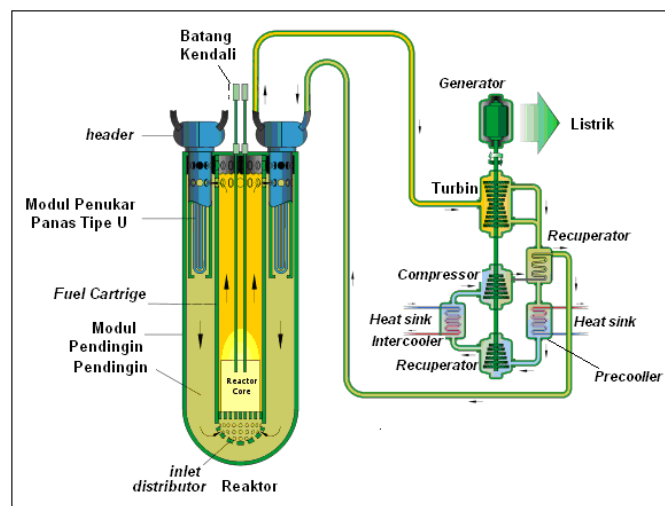 Batang
Kendali
Generator
Listrik
header
Turbin
Modul Penukar
Panas Tipe U
Recuperator
Compressor
Fuel Cartrige
Heat sink
Heat sink
Intercooler
Modul
Pendingin
Pendingin
Recuperator
Precooller
Reactor
Core
inlet
distributor
Reaktor